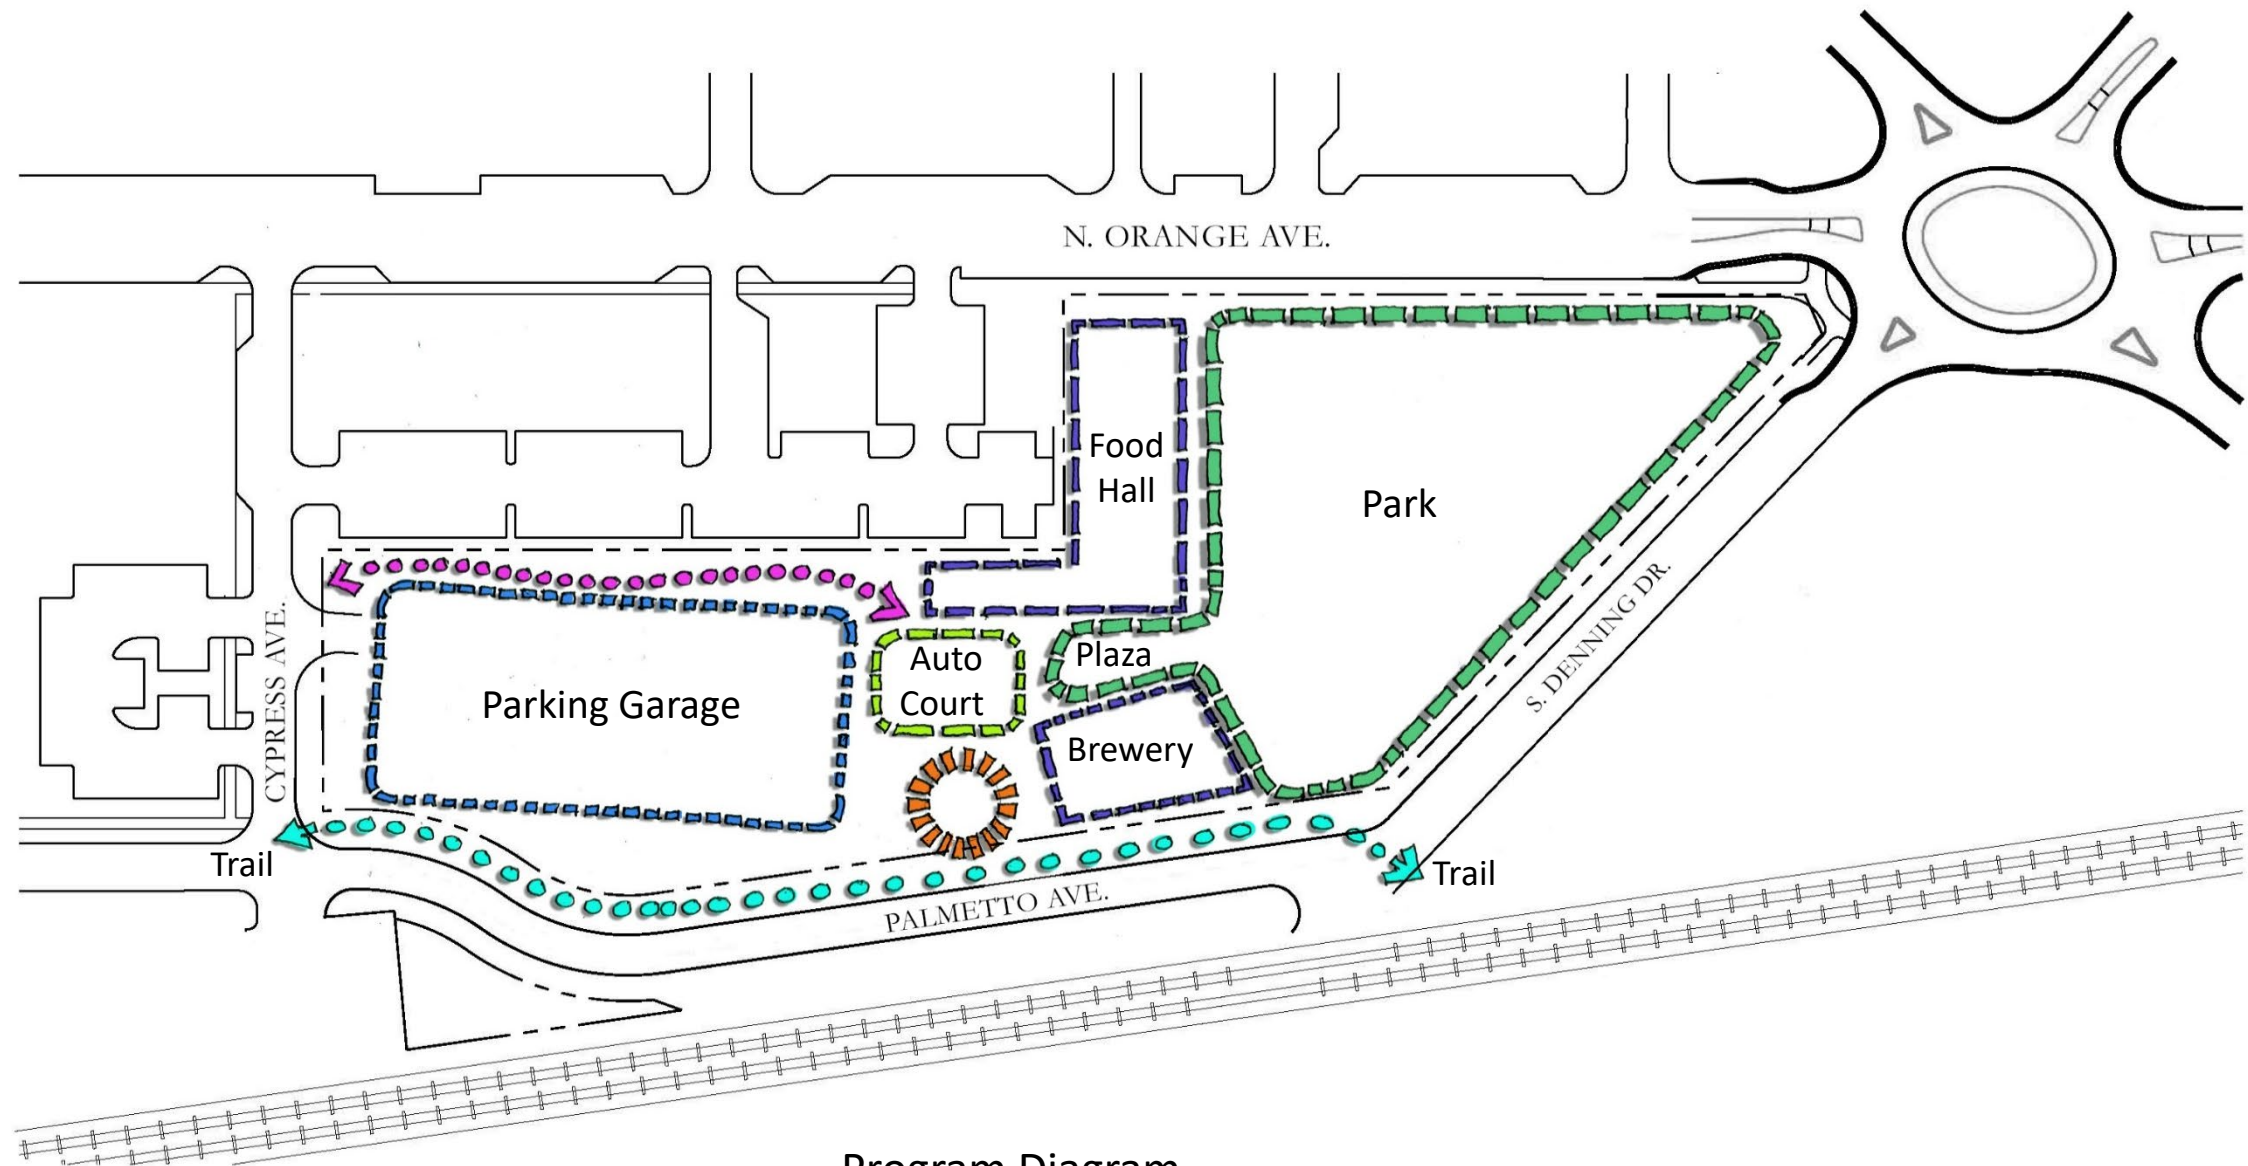 N. ORANGE AVE.
Food
Hall
Park
S. DENNING DR.
CYPRESS AVE.
Parking Garage
Auto
Court
Plaza
Brewery
Trail
Trail
PALMETTO AVE.
Program Diagram